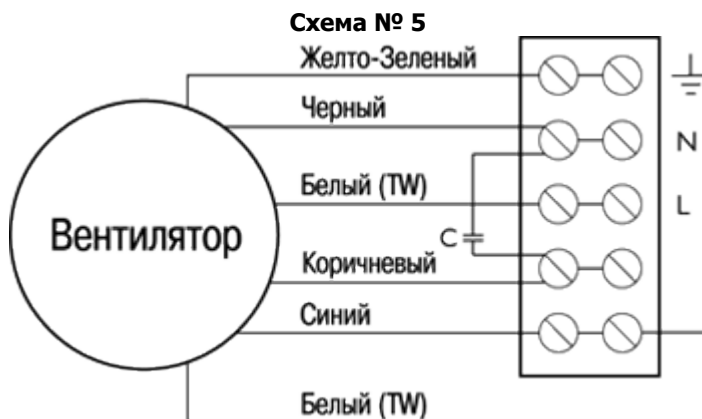 Схема № 5
Желто-Зеленый
Черный
N
Белый (TW)
L
Вентилятор
C
Коричневый
Синий
Белый (TW)